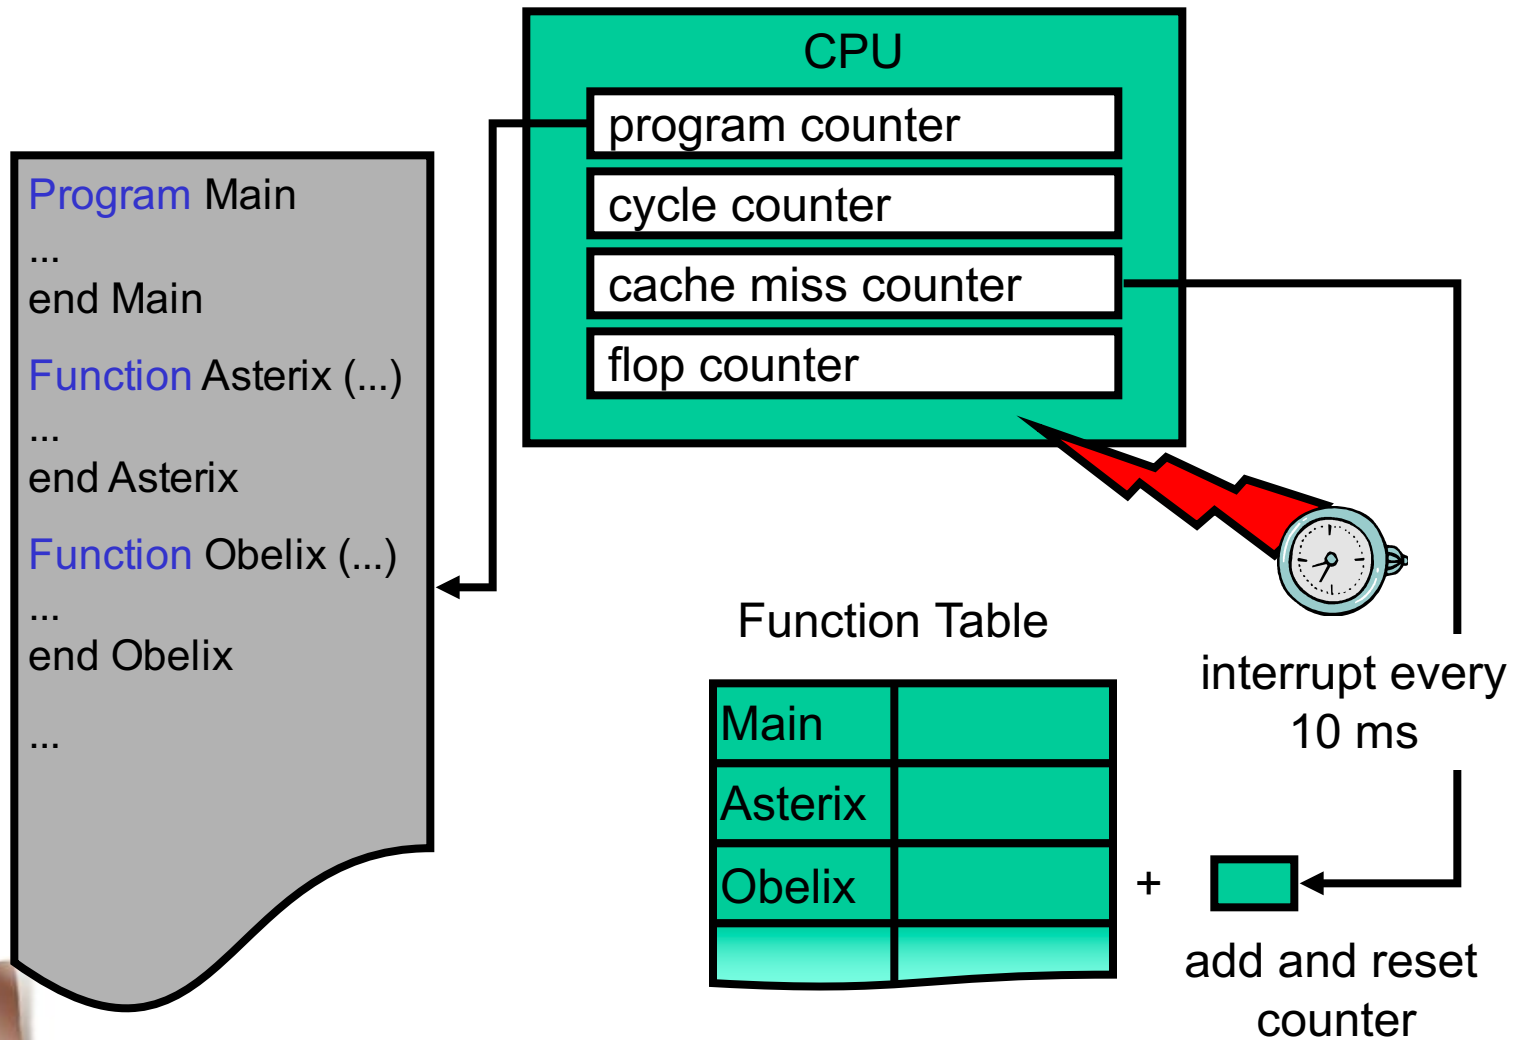 CPU
program counter
cycle counter
cache miss counter
flop counter
Program Main
...
end Main
Function Asterix (...)
...
end Asterix
Function Obelix (...)
...
end Obelix
...
Function Table
Main
Asterix
Obelix
interrupt every
10 ms
+
add and reset
counter